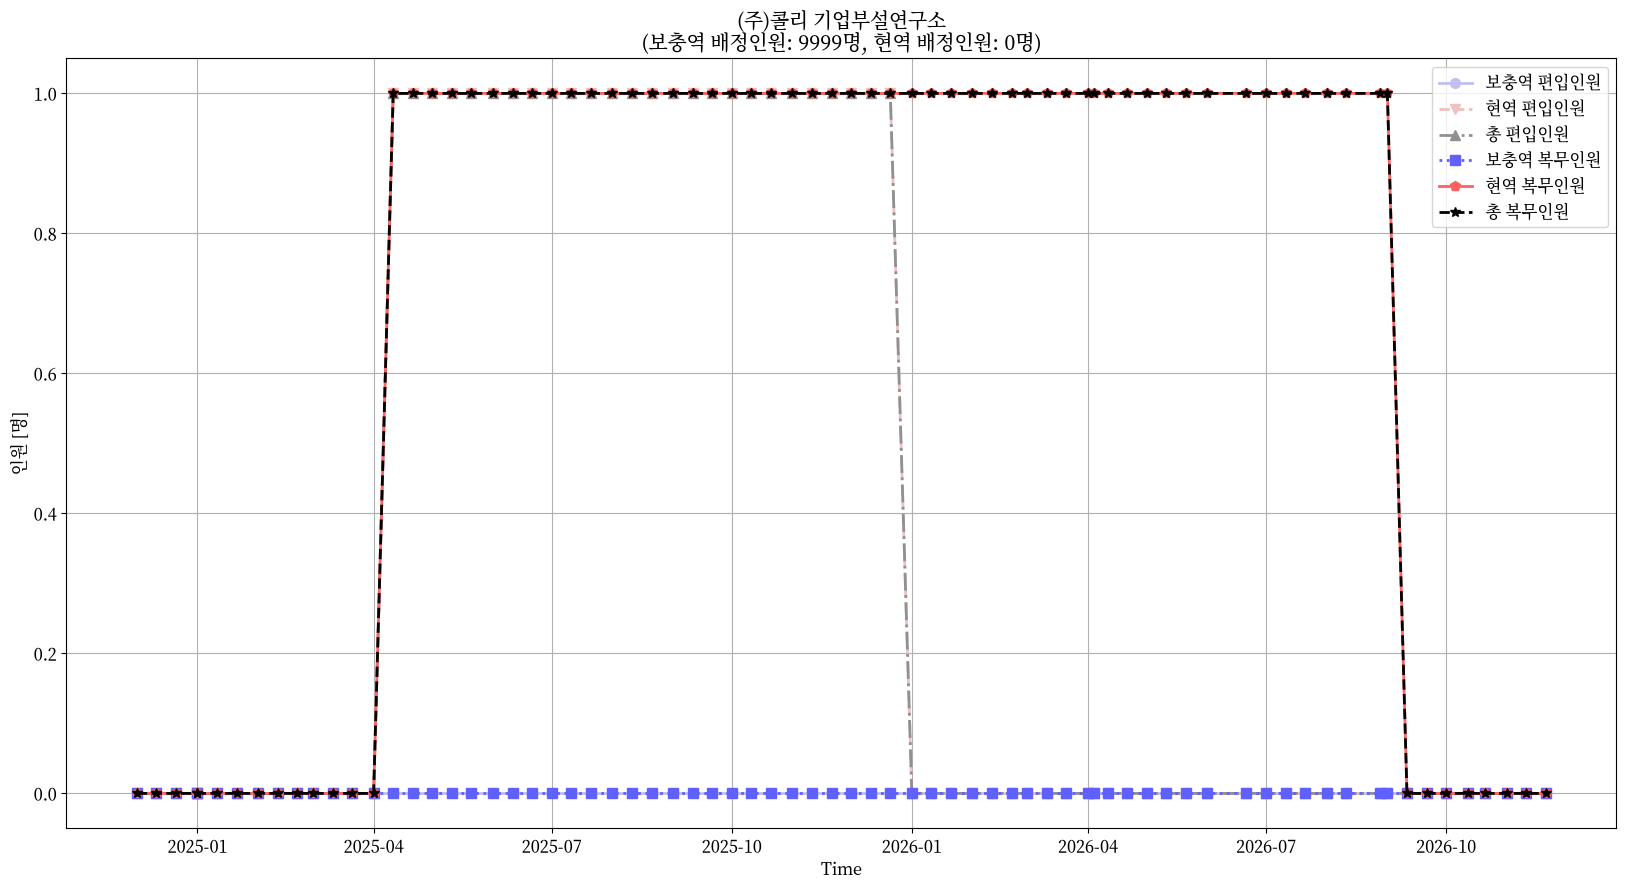 (주)콜리 기업부설연구소
(보충역 배정인원: 9999명, 현역 배정인원: 0명)
보충역 편입인원
현역 편입인원
총 편입인원
보충역 복무인원
현역 복무인원
총 복무인원
1.0
0.8
0.6
0.4
0.2
0.0
인원 [명]
2025-01 2025-04 2025-07 2025-10 2026-01 2026-04 2026-07 2026-10
Time